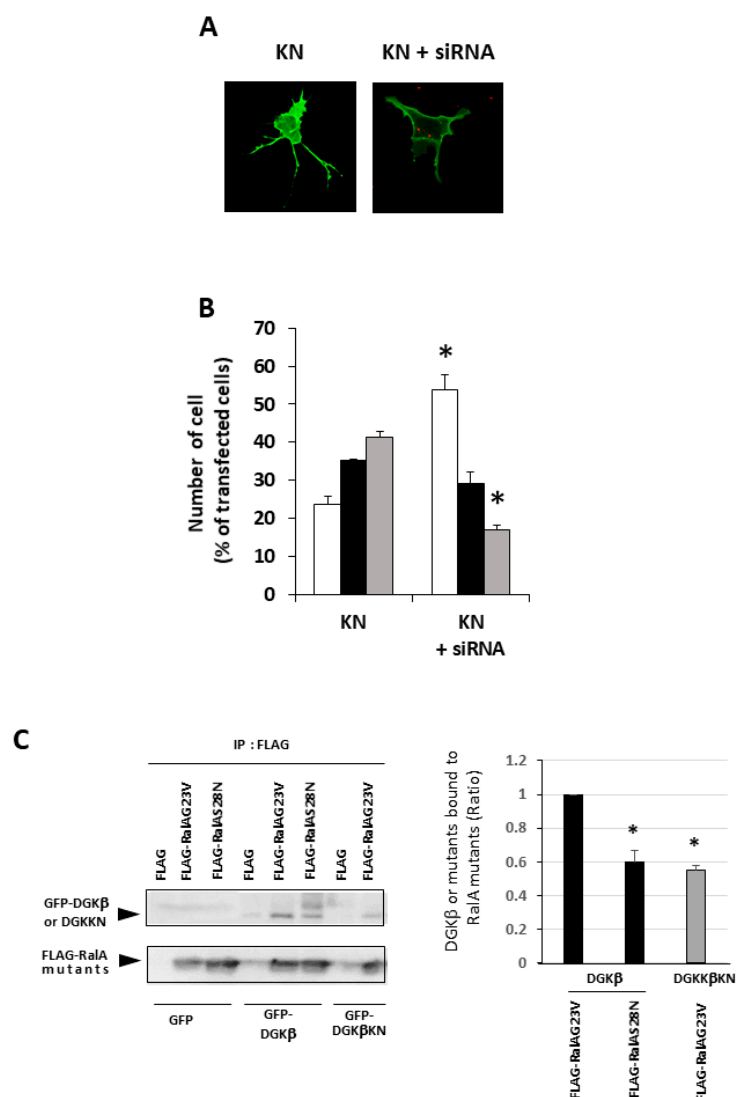 A
KN
KN + siRNA
B
Number of cell
(% of transfected cells)
70
60
50
40
30
20
10
0
*
*
KN
KN
+ siRNA
C
IP : FLAG
FLAG
FLAG-RalAG23V
FLAG-RalAS28N
FLAG
FLAG-RalAG23V
FLAG-RalAS28N
FLAG
FLAG-RalAG23V
GFP-DGKβ
or DGKKN
FLAG-RalA
mutants
GFP
GFP-
DGKβ
GFP-
DGKβKN
DGKβ or mutants bound to
RalA mutants (Ratio)
1.2
1
0.8
0.6
0.4
0.2
0
*
*
DGKβ
DGKKβKN
FLAG-RalAG23V
FLAG-RalAS28N
FLAG-RalAG23V